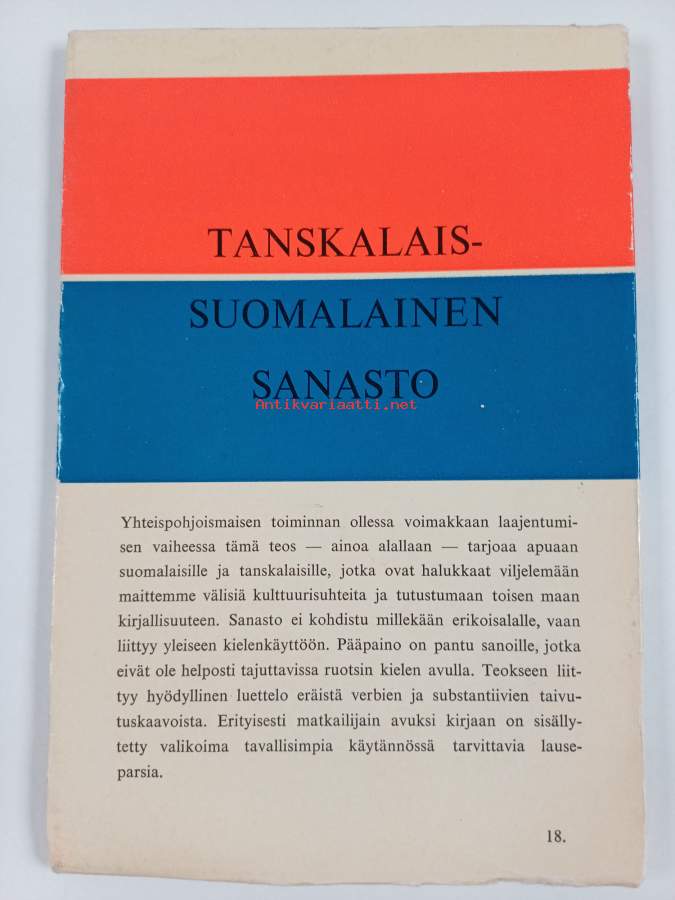 TANSKALAIS-
SUOMALAINEN
SANASTO
Antikvariaatti.net
Yhteispohjoismaisen toiminnan ollessa voimakkaan laajentumi-
sen vaiheessa tämä teos — ainoa alallaan — tarjoaa apuaan
suomalaisille ja tanskalaisille, jotka ovat halukkaat viljelemään
maittemme välisiä kulttuurisuhteita ja tutustumaan toisen maan
kirjallisuuteen. Sanasto ei kohdistu millekään erikoisalalle, vaan
liittyy yleiseen kielenkäyttöön. Pääpaino on pantu sanoille, jotka
eivät ole helposti tajuttavissa ruotsin kielen avulla. Teokseen liit-
tyy hyödyllinen luettelo eräistä verbien ja substantiivien taivu-
tuskaavoista. Erityisesti matkailijain avuksi kirjaan on sisälly-
tetty valikoima tavallisimpia käytännössä tarvittavia lause-
parsia.
18.